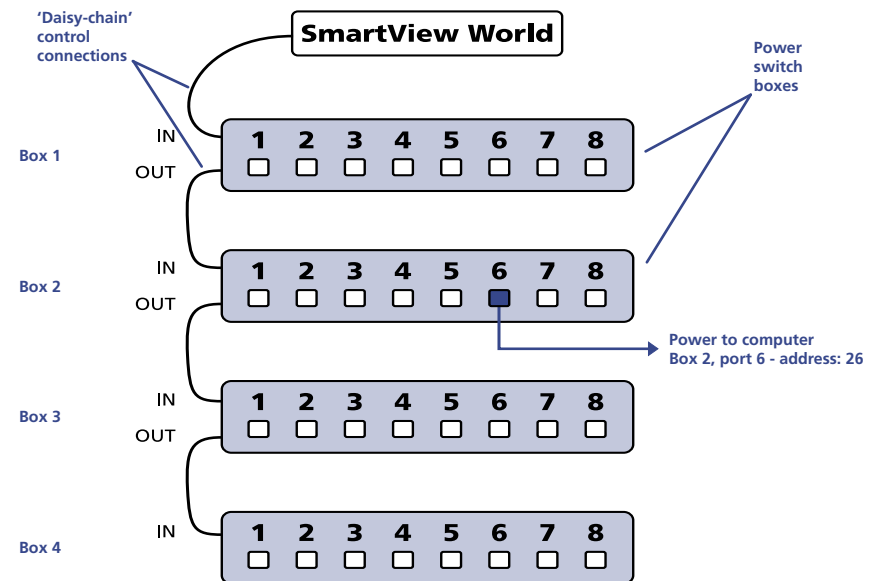 'Daisy-chain'
control
connections
SmartView World
Power
switch
boxes
Box 1
IN
OUT
1 2 3 4 5 6 7 8
Box 2
IN
OUT
1 2 3 4 5 6 7 8
Power to computer
Box 2, port 6 - address: 26
Box 3
IN
OUT
1 2 3 4 5 6 7 8
Box 4
IN
1 2 3 4 5 6 7 8